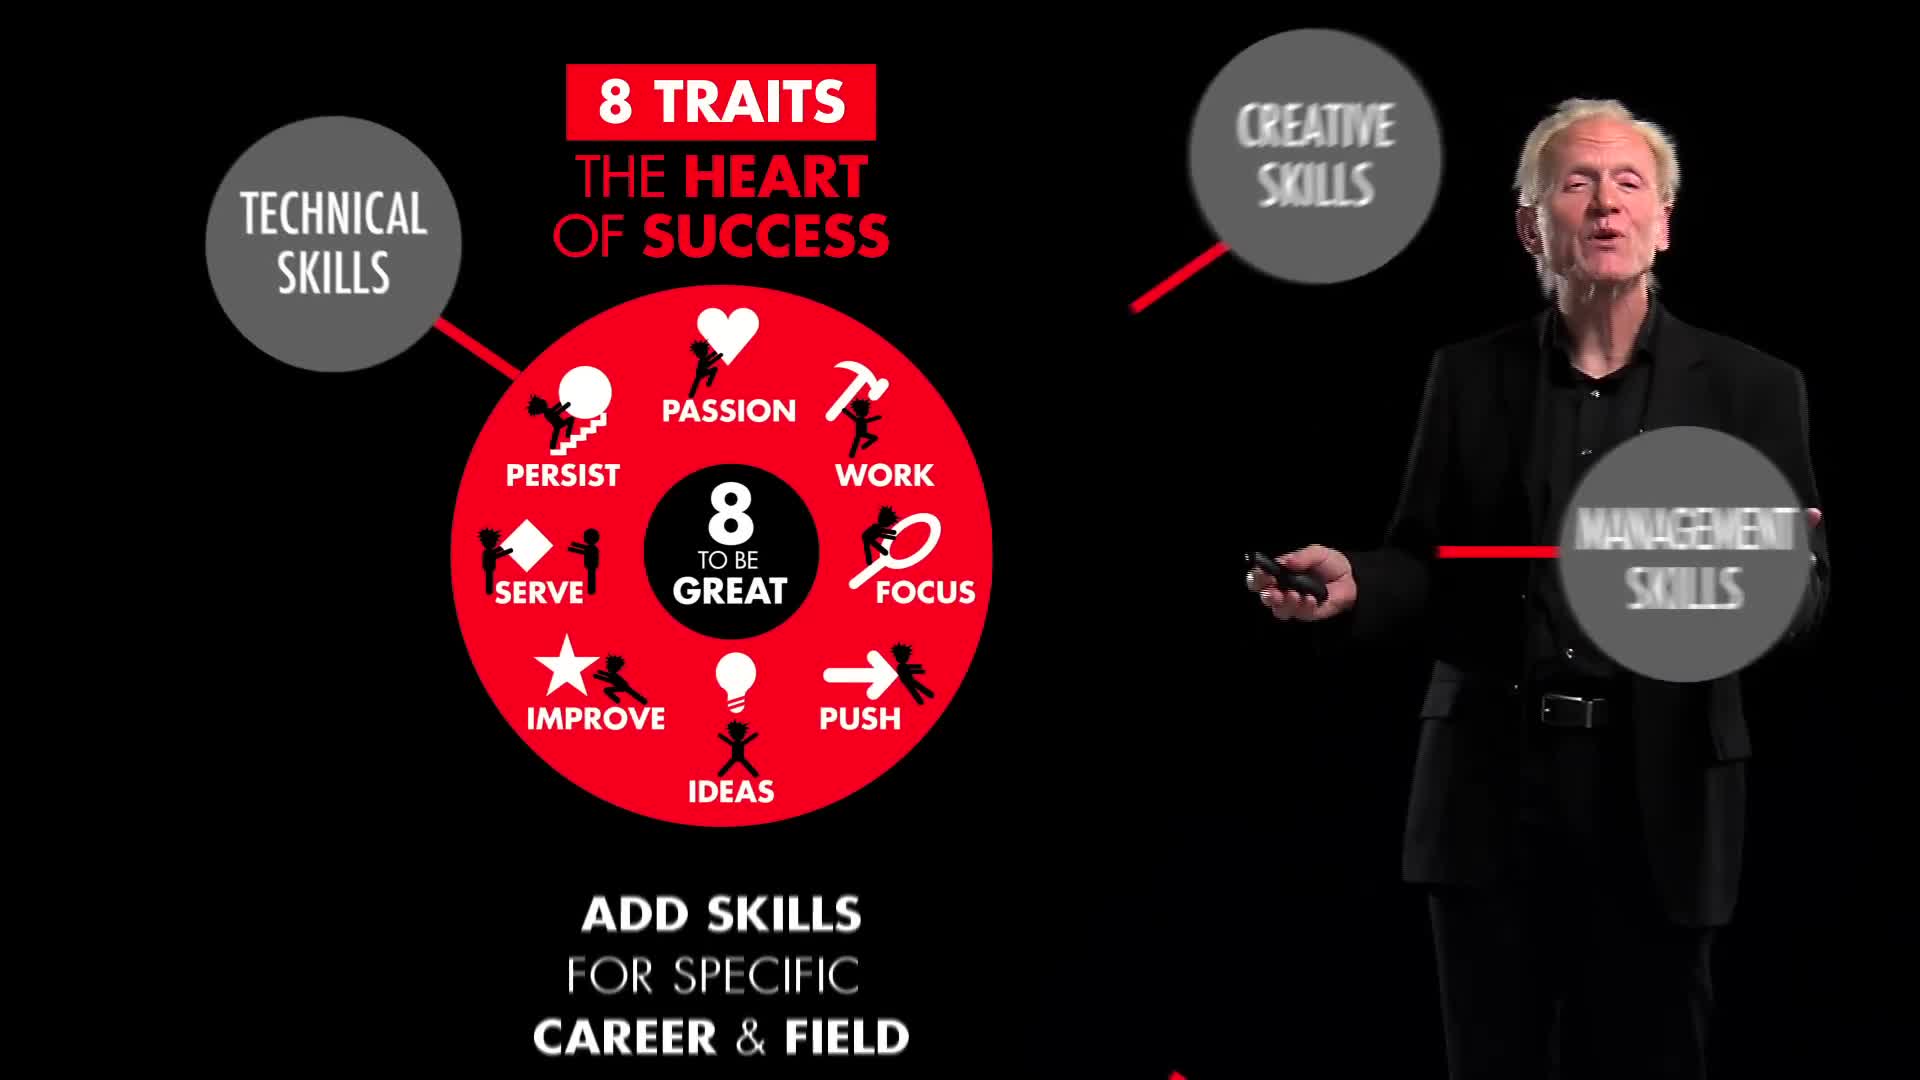 8 TRAITS
THE HEART
OF SUCCESS
TECHNICAL
SKILLS
CREATIVE
SKILLS
PASSION
WORK
PERSIST
8
TO BE
GREAT
SERVE
FOCUS
MANAGEMENT
SKILLS
IMPROVE
PUSH
IDEAS
ADD SKILLS
FOR SPECIFIC
CAREER & FIELD